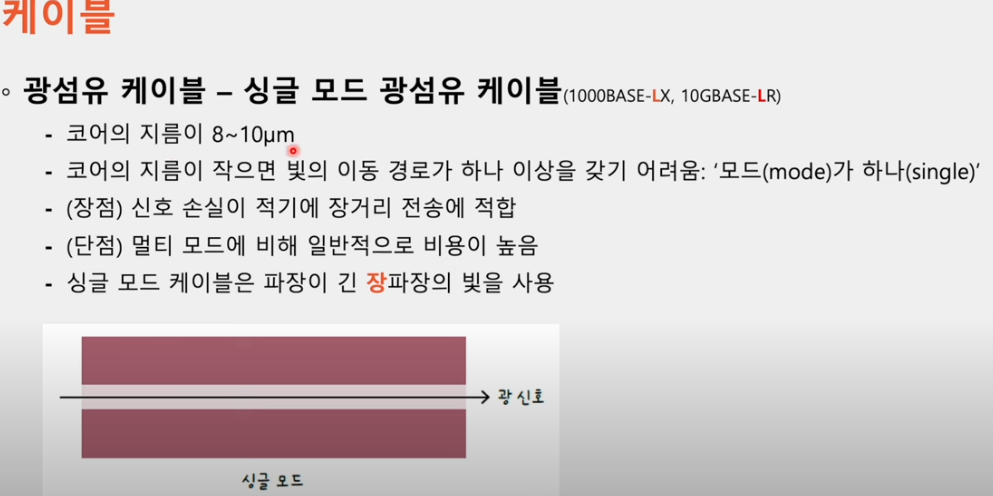 케이블
◦ 광섬유 케이블 – 싱글 모드 광섬유 케이블(1000BASE-LX, 10GBASE-LR)
- 코어의 지름이 8~10μm
- 코어의 지름이 작으면 빛의 이동 경로가 하나 이상을 갖기 어려움: ‘모드(mode)가 하나(single)’
- (장점) 신호 손실이 적기에 장거리 전송에 적합
- (단점) 멀티 모드에 비해 일반적으로 비용이 높음
- 싱글 모드 케이블은 파장이 긴 장파장의 빛을 사용
광 신호
싱글 모드